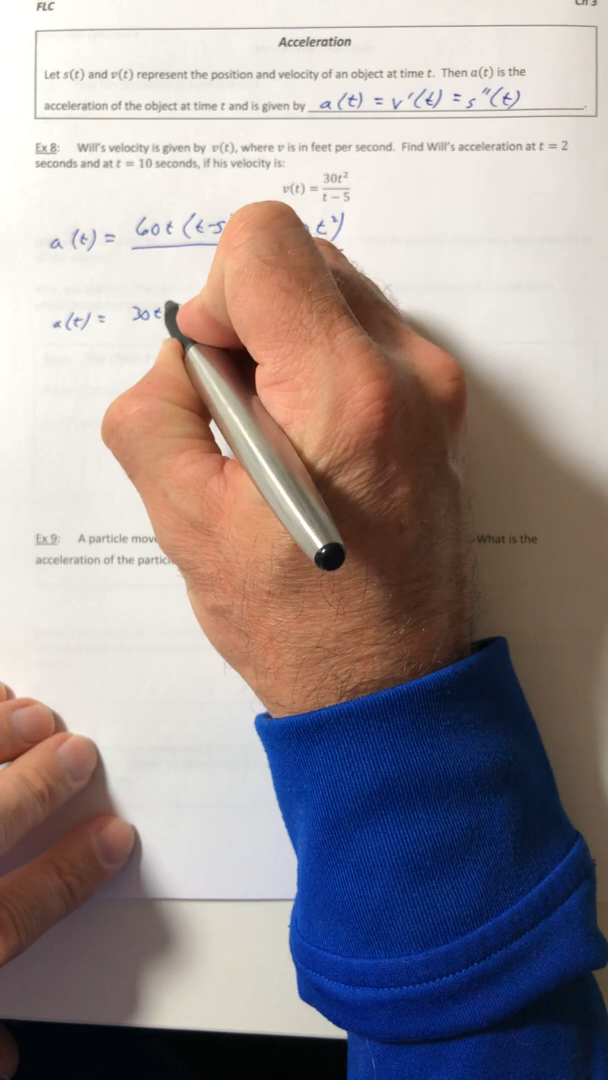 FLC
Ch 3
Acceleration
Let s(t) and v(t) represent the position and velocity of an object at time t. Then a(t) is the
acceleration of the object at time t and is given by a(t) = v'(t) = s''(t).
Ex 8: Will's velocity is given by v(t), where v is in feet per second. Find Will's acceleration at t = 2
seconds and at t = 10 seconds, if his velocity is:
v(t) = 30t²/(t − 5)
a(t) = 60t (t-5 t²)
a(t) = 30t
Ex 9: A particle What is the
acceleration of the